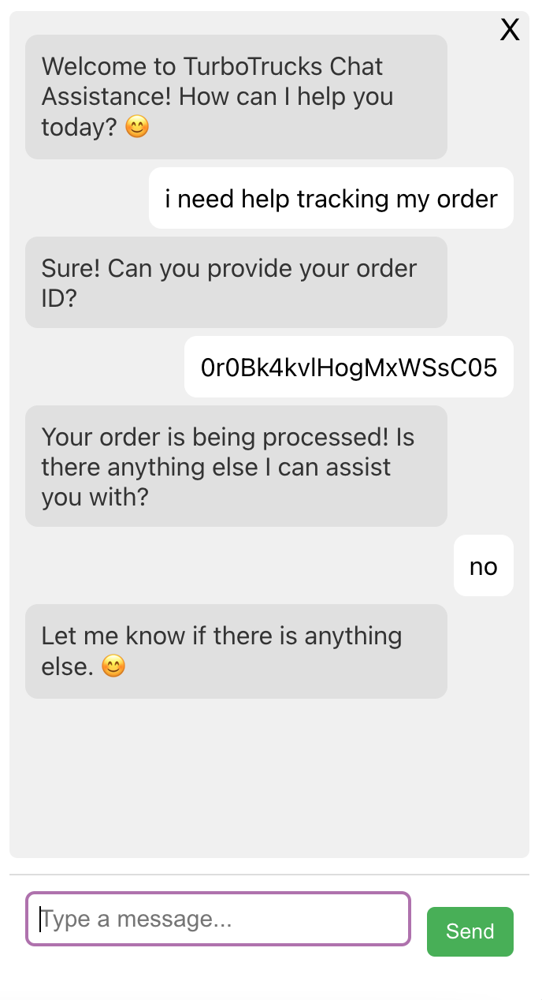 X
Welcome to TurboTrucks Chat
Assistance! How can I help you
today? 😊
i need help tracking my order
Sure! Can you provide your order
ID?
0r0Bk4kvlHogMxWSsC05
Your order is being processed! Is
there anything else I can assist
you with?
no
Let me know if there is anything
else. 😊
Type a message...
Send